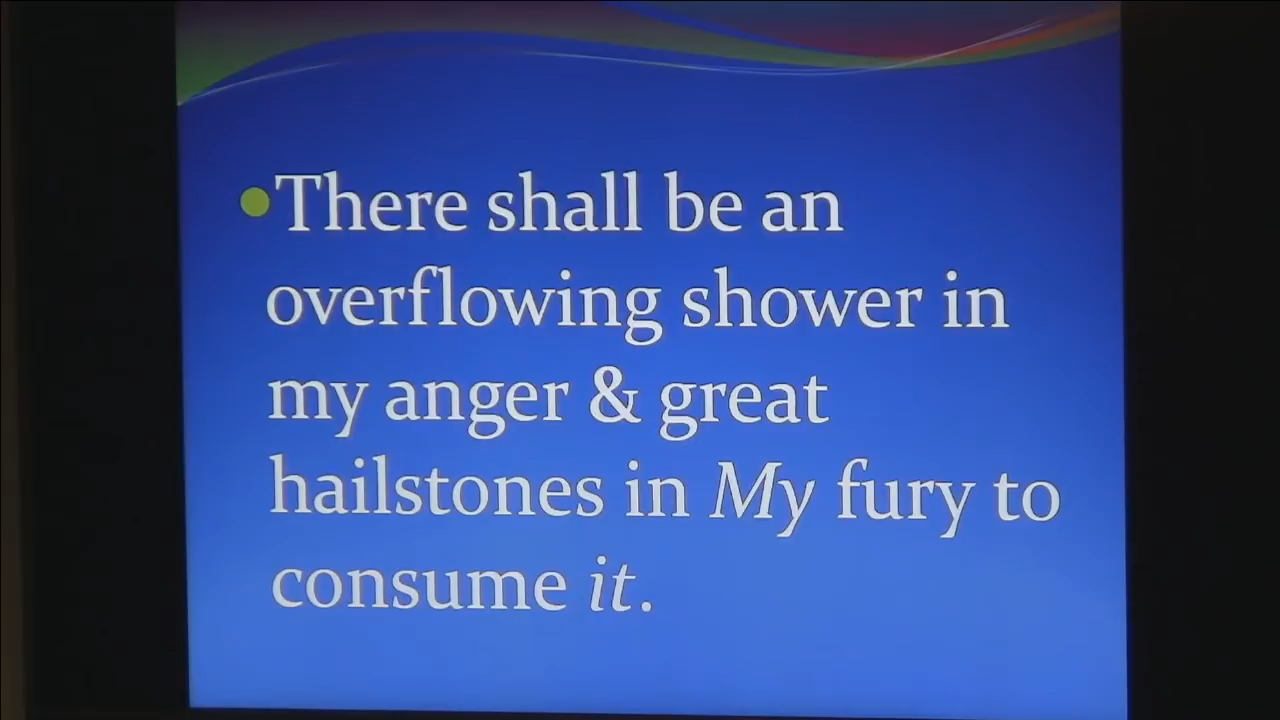 There shall be an
overflowing shower in
my anger & great
hailstones in My fury to
consume it.